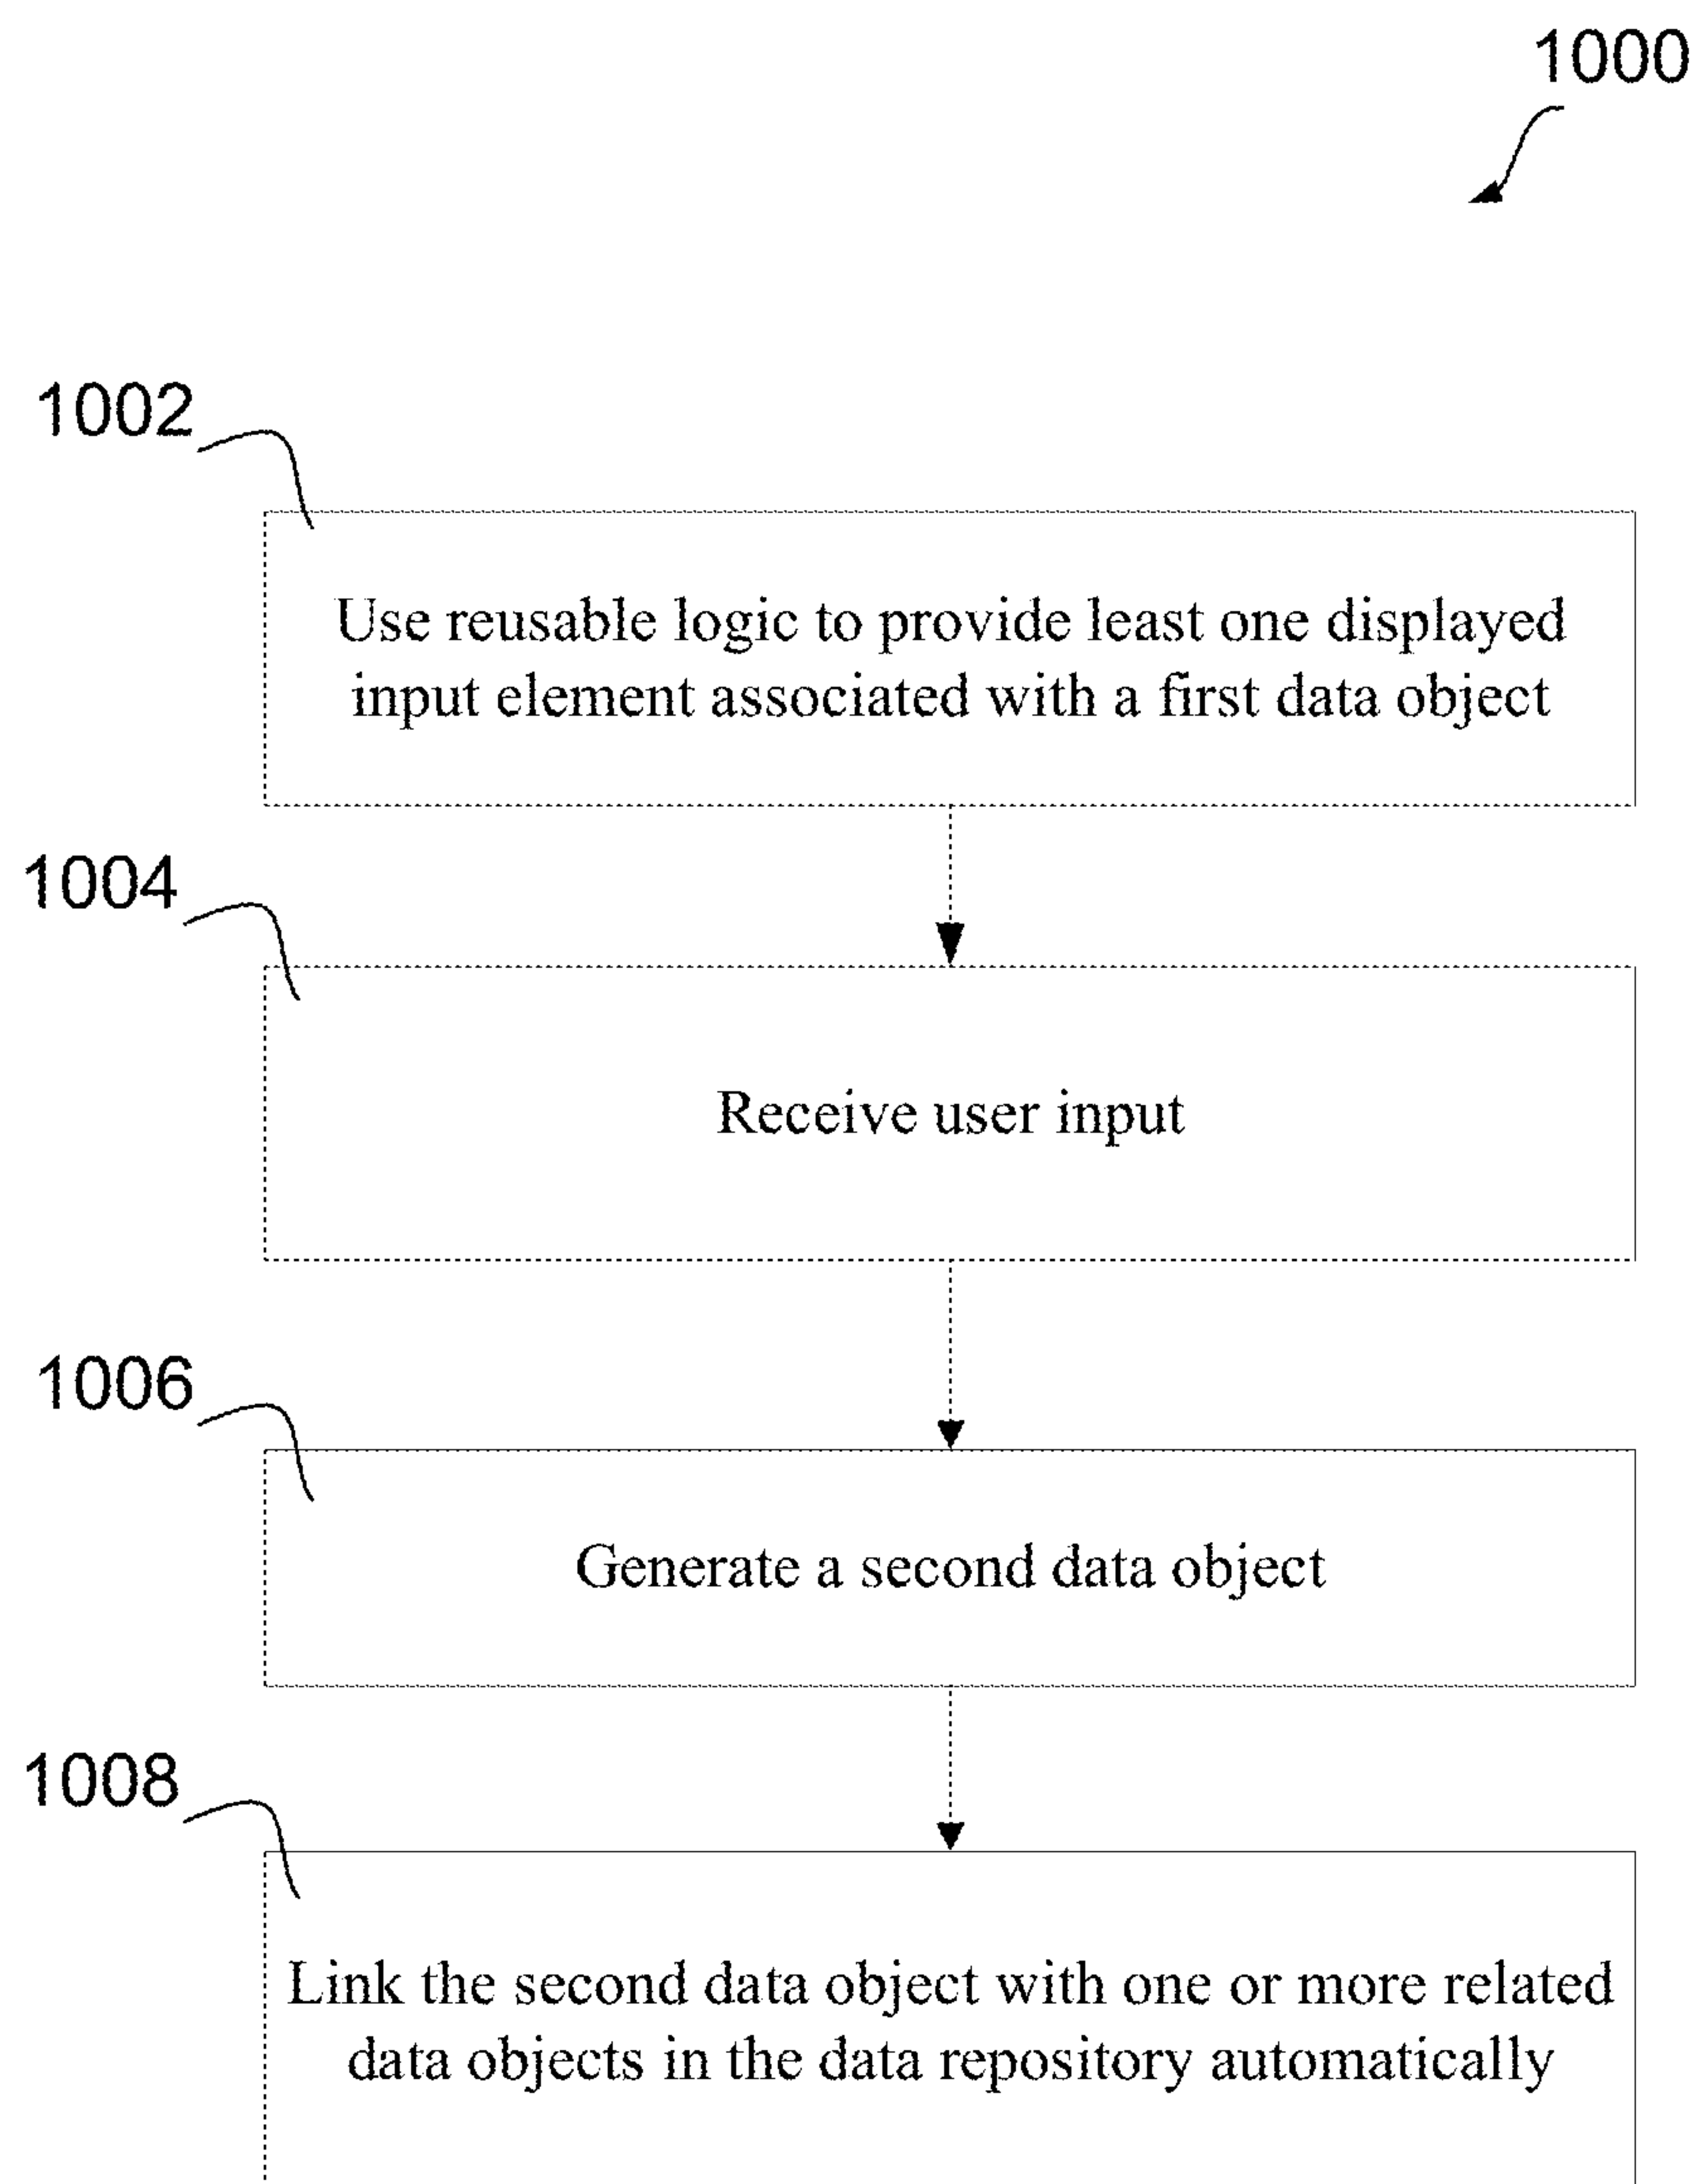 1000
1002
Use reusable logic to provide least one displayed
input element associated with a first data object
1004
Receive user input
1006
Generate a second data object
1008
Link the second data object with one or more related
data objects in the data repository automatically